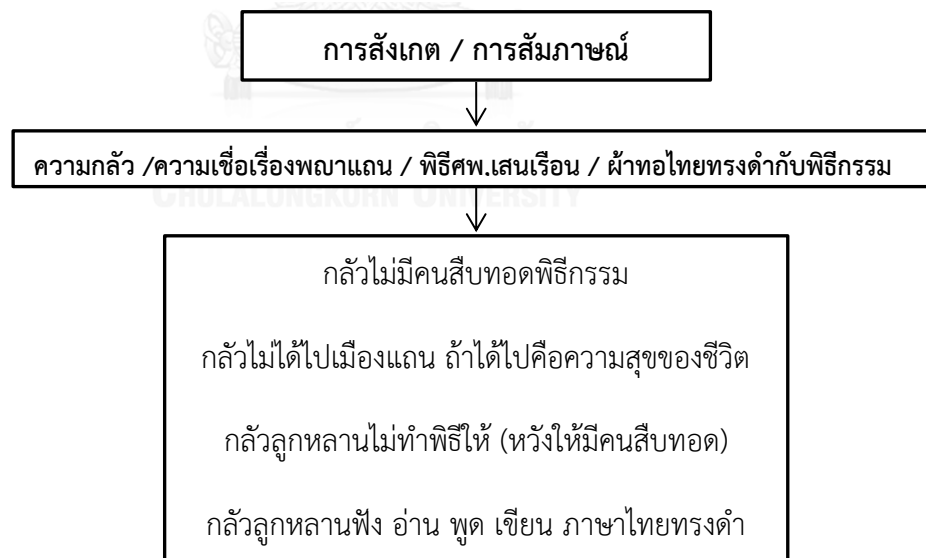 การสังเกต / การสัมภาษณ์
ความกลัว /ความเชื่อเรื่องพญาแถน / พิธีศพ.เสนเรือน / ผ้าทอไทยทรงดำกับพิธีกรรม
CHULALONGKORN UNIVERSITY
กลัวไม่มีคนสืบทอดพิธีกรรม
กลัวไม่ได้ไปเมืองแถน ถ้าได้ไปคือความสุขของชีวิต
กลัวลูกหลานไม่ทำพิธีให้ (หวังให้มีคนสืบทอด)
กลัวลูกหลานฟัง อ่าน พูด เขียน ภาษาไทยทรงดำ